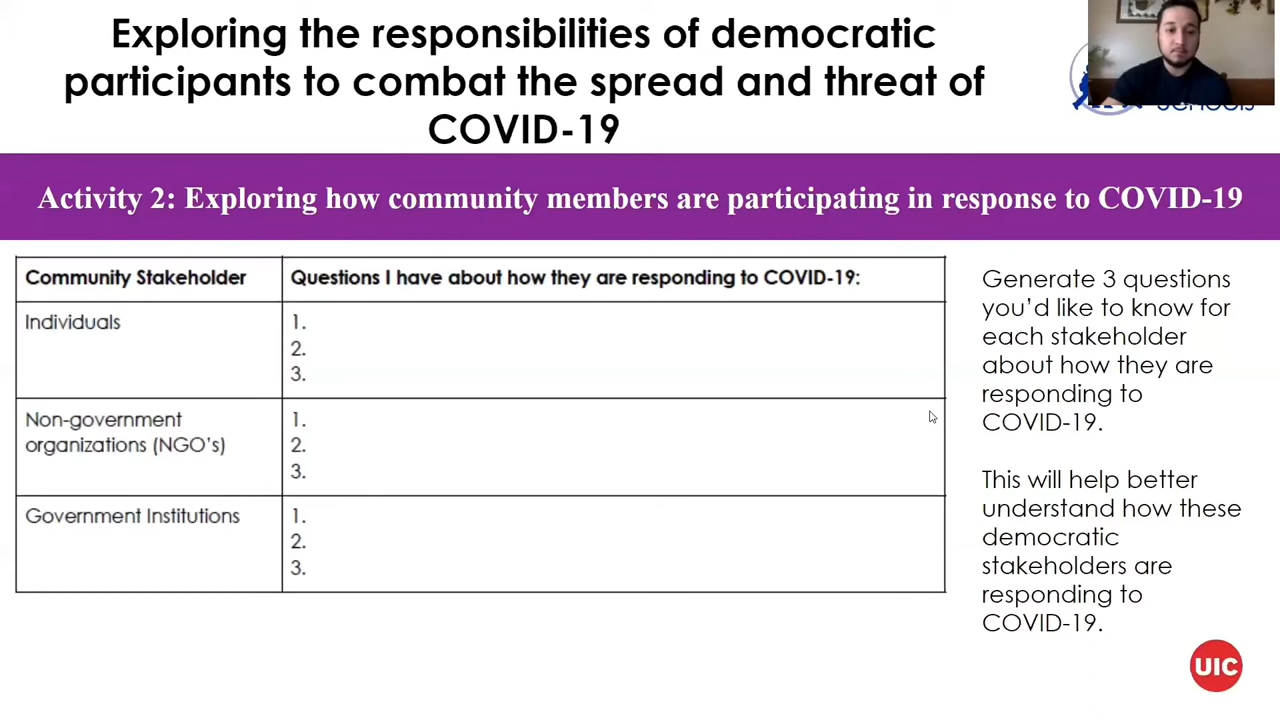 Exploring the responsibilities of democratic
participants to combat the spread and threat of
COVID-19
Activity 2: Exploring how community members are participating in response to COVID-19
Community Stakeholder
Questions I have about how they are responding to COVID-19:
Individuals
1.
2.
3.
Non-government
organizations (NGO's)
1.
2.
3.
Government Institutions
1.
2.
3.
Generate 3 questions
you'd like to know for
each stakeholder
about how they are
responding to
COVID-19.
This will help better
understand how these
democratic
stakeholders are
responding to
COVID-19.
UIC